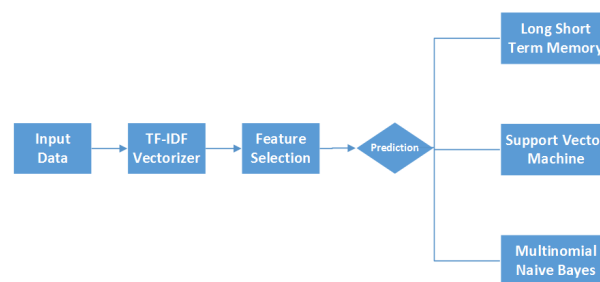 Long Short
Term Memory
Input
Data
TF-IDF
Vectorizer
Feature
Selection
Prediction
Support Vecto
Machine
Multinomial
Naive Bayes